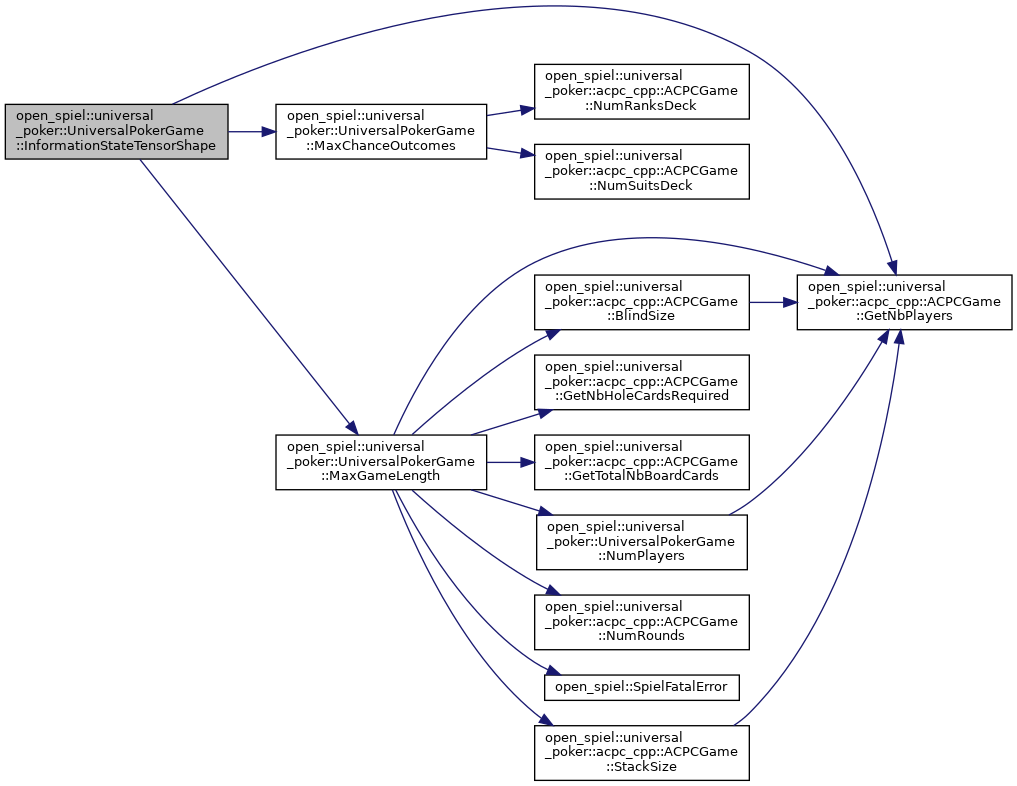 open_spiel::universal
_poker::UniversalPokerGame
::InformationStateTensorShape
open_spiel::universal
_poker::UniversalPokerGame
::MaxChanceOutcomes
open_spiel::universal
_poker::acpc_cpp::ACPCGame
::NumRanksDeck
open_spiel::universal
_poker::acpc_cpp::ACPCGame
::NumSuitsDeck
open_spiel::universal
_poker::acpc_cpp::ACPCGame
::BlindSize
open_spiel::universal
_poker::acpc_cpp::ACPCGame
::GetNbPlayers
open_spiel::universal
_poker::acpc_cpp::ACPCGame
::GetNbHoleCardsRequired
open_spiel::universal
_poker::UniversalPokerGame
::MaxGameLength
open_spiel::universal
_poker::acpc_cpp::ACPCGame
::GetTotalNbBoardCards
open_spiel::universal
_poker::UniversalPokerGame
::NumPlayers
open_spiel::universal
_poker::acpc_cpp::ACPCGame
::NumRounds
open_spiel::SpielFatalError
open_spiel::universal
_poker::acpc_cpp::ACPCGame
::StackSize